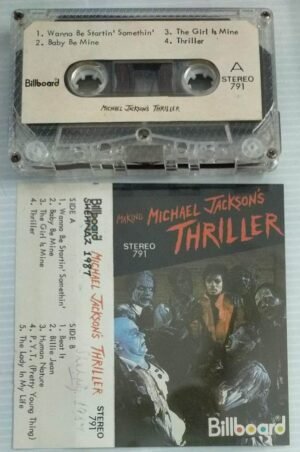 1. Wanna Be Startin' Somethin'
2. Baby Be Mine
3. The Girl Is Mine
4. Thriller
Billboard
A
STEREO
791
MICHAEL JACKSON'S THRILLER
MAKING MICHAEL JACKSON'S
THRILLER
STEREO
791
Billboard
Billboard MICHAEL JACKSON'S THRILLER STEREO
791
1987
SIDE A
1. Wanna Be Startin' Somethin'
2. Baby Be Mine
3. The Girl Is Mine
4. Thriller
SIDE B
1. Beat It
2. Billie Jean
3. Human Nature
4. P.Y.T. (Pretty Young Thing)
5. The Lady In My Life